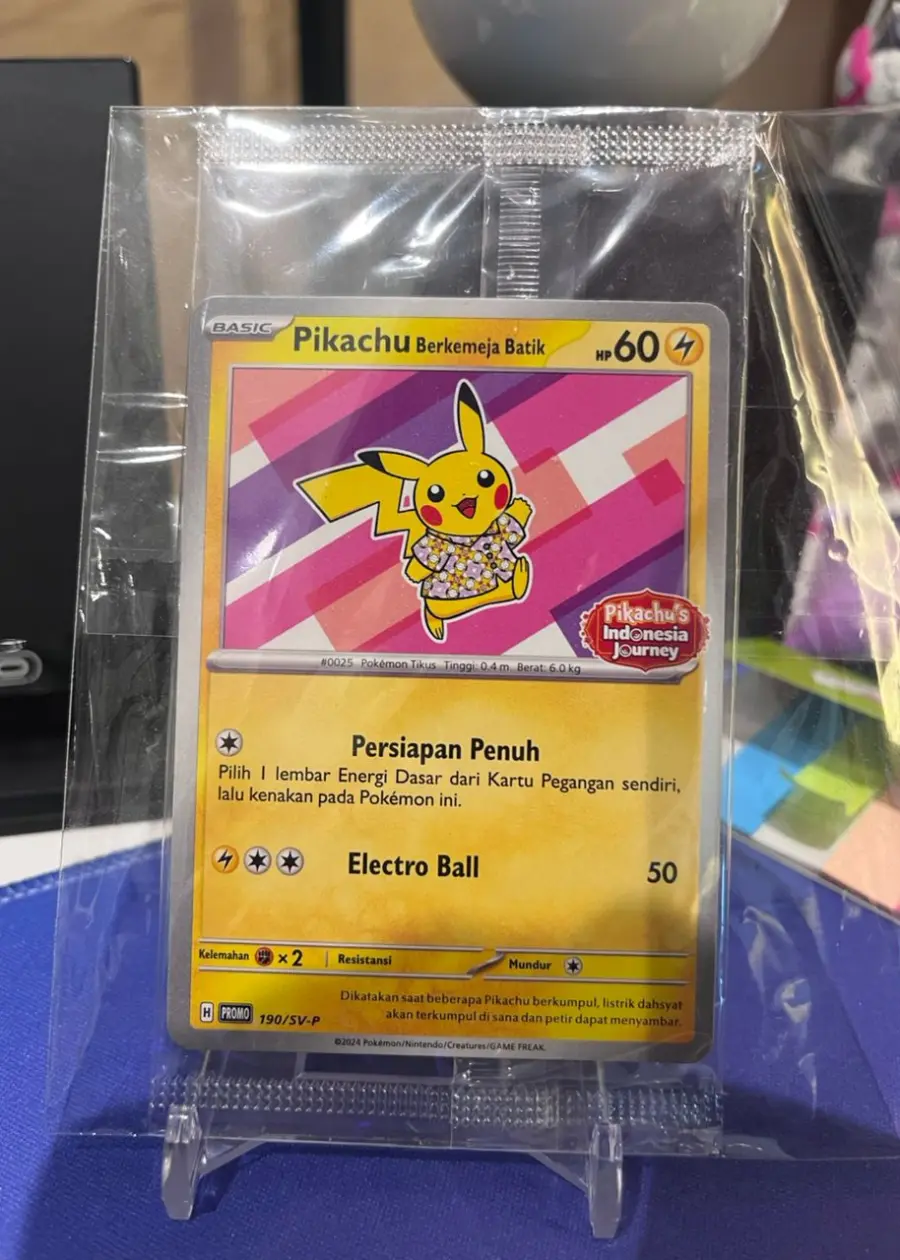 BASIC
Pikachu Berkemeja Batik
HP 60
Pikachu's
Indonesia
Journey
#0025 Pokémon Tikus Tinggi: 0.4 m Berat: 6.0 kg
Persiapan Penuh
Pilih 1 lembar Energi Dasar dari Kartu Pegangan sendiri,
lalu kenakan pada Pokémon ini.
Electro Ball 50
Kelemahan ×2 Resistansi Mundur
Dikatakan saat beberapa Pikachu berkumpul, listrik dahsyat
akan terkumpul di sana dan petir dapat menyambar.
H PROMO 190/SV-P
©2024 Pokémon/Nintendo/Creatures/GAME FREAK.